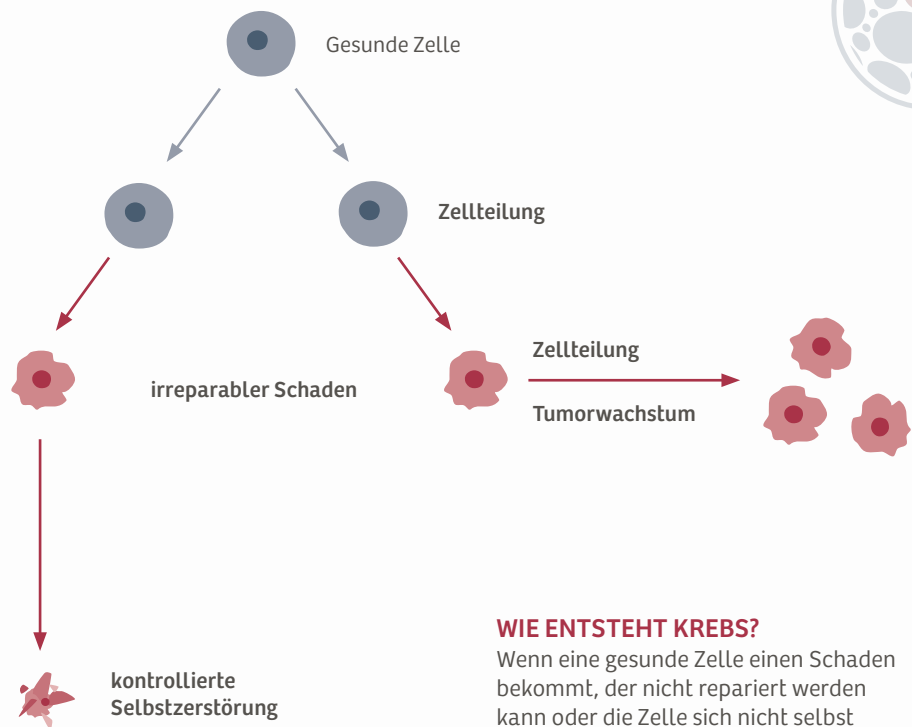 Gesunde Zelle
Zellteilung
irreparabler Schaden
Zellteilung
Tumorwachstum
kontrollierte
Selbstzerstörung
WIE ENTSTEHT KREBS?
Wenn eine gesunde Zelle einen Schaden
bekommt, der nicht repariert werden
kann oder die Zelle sich nicht selbst